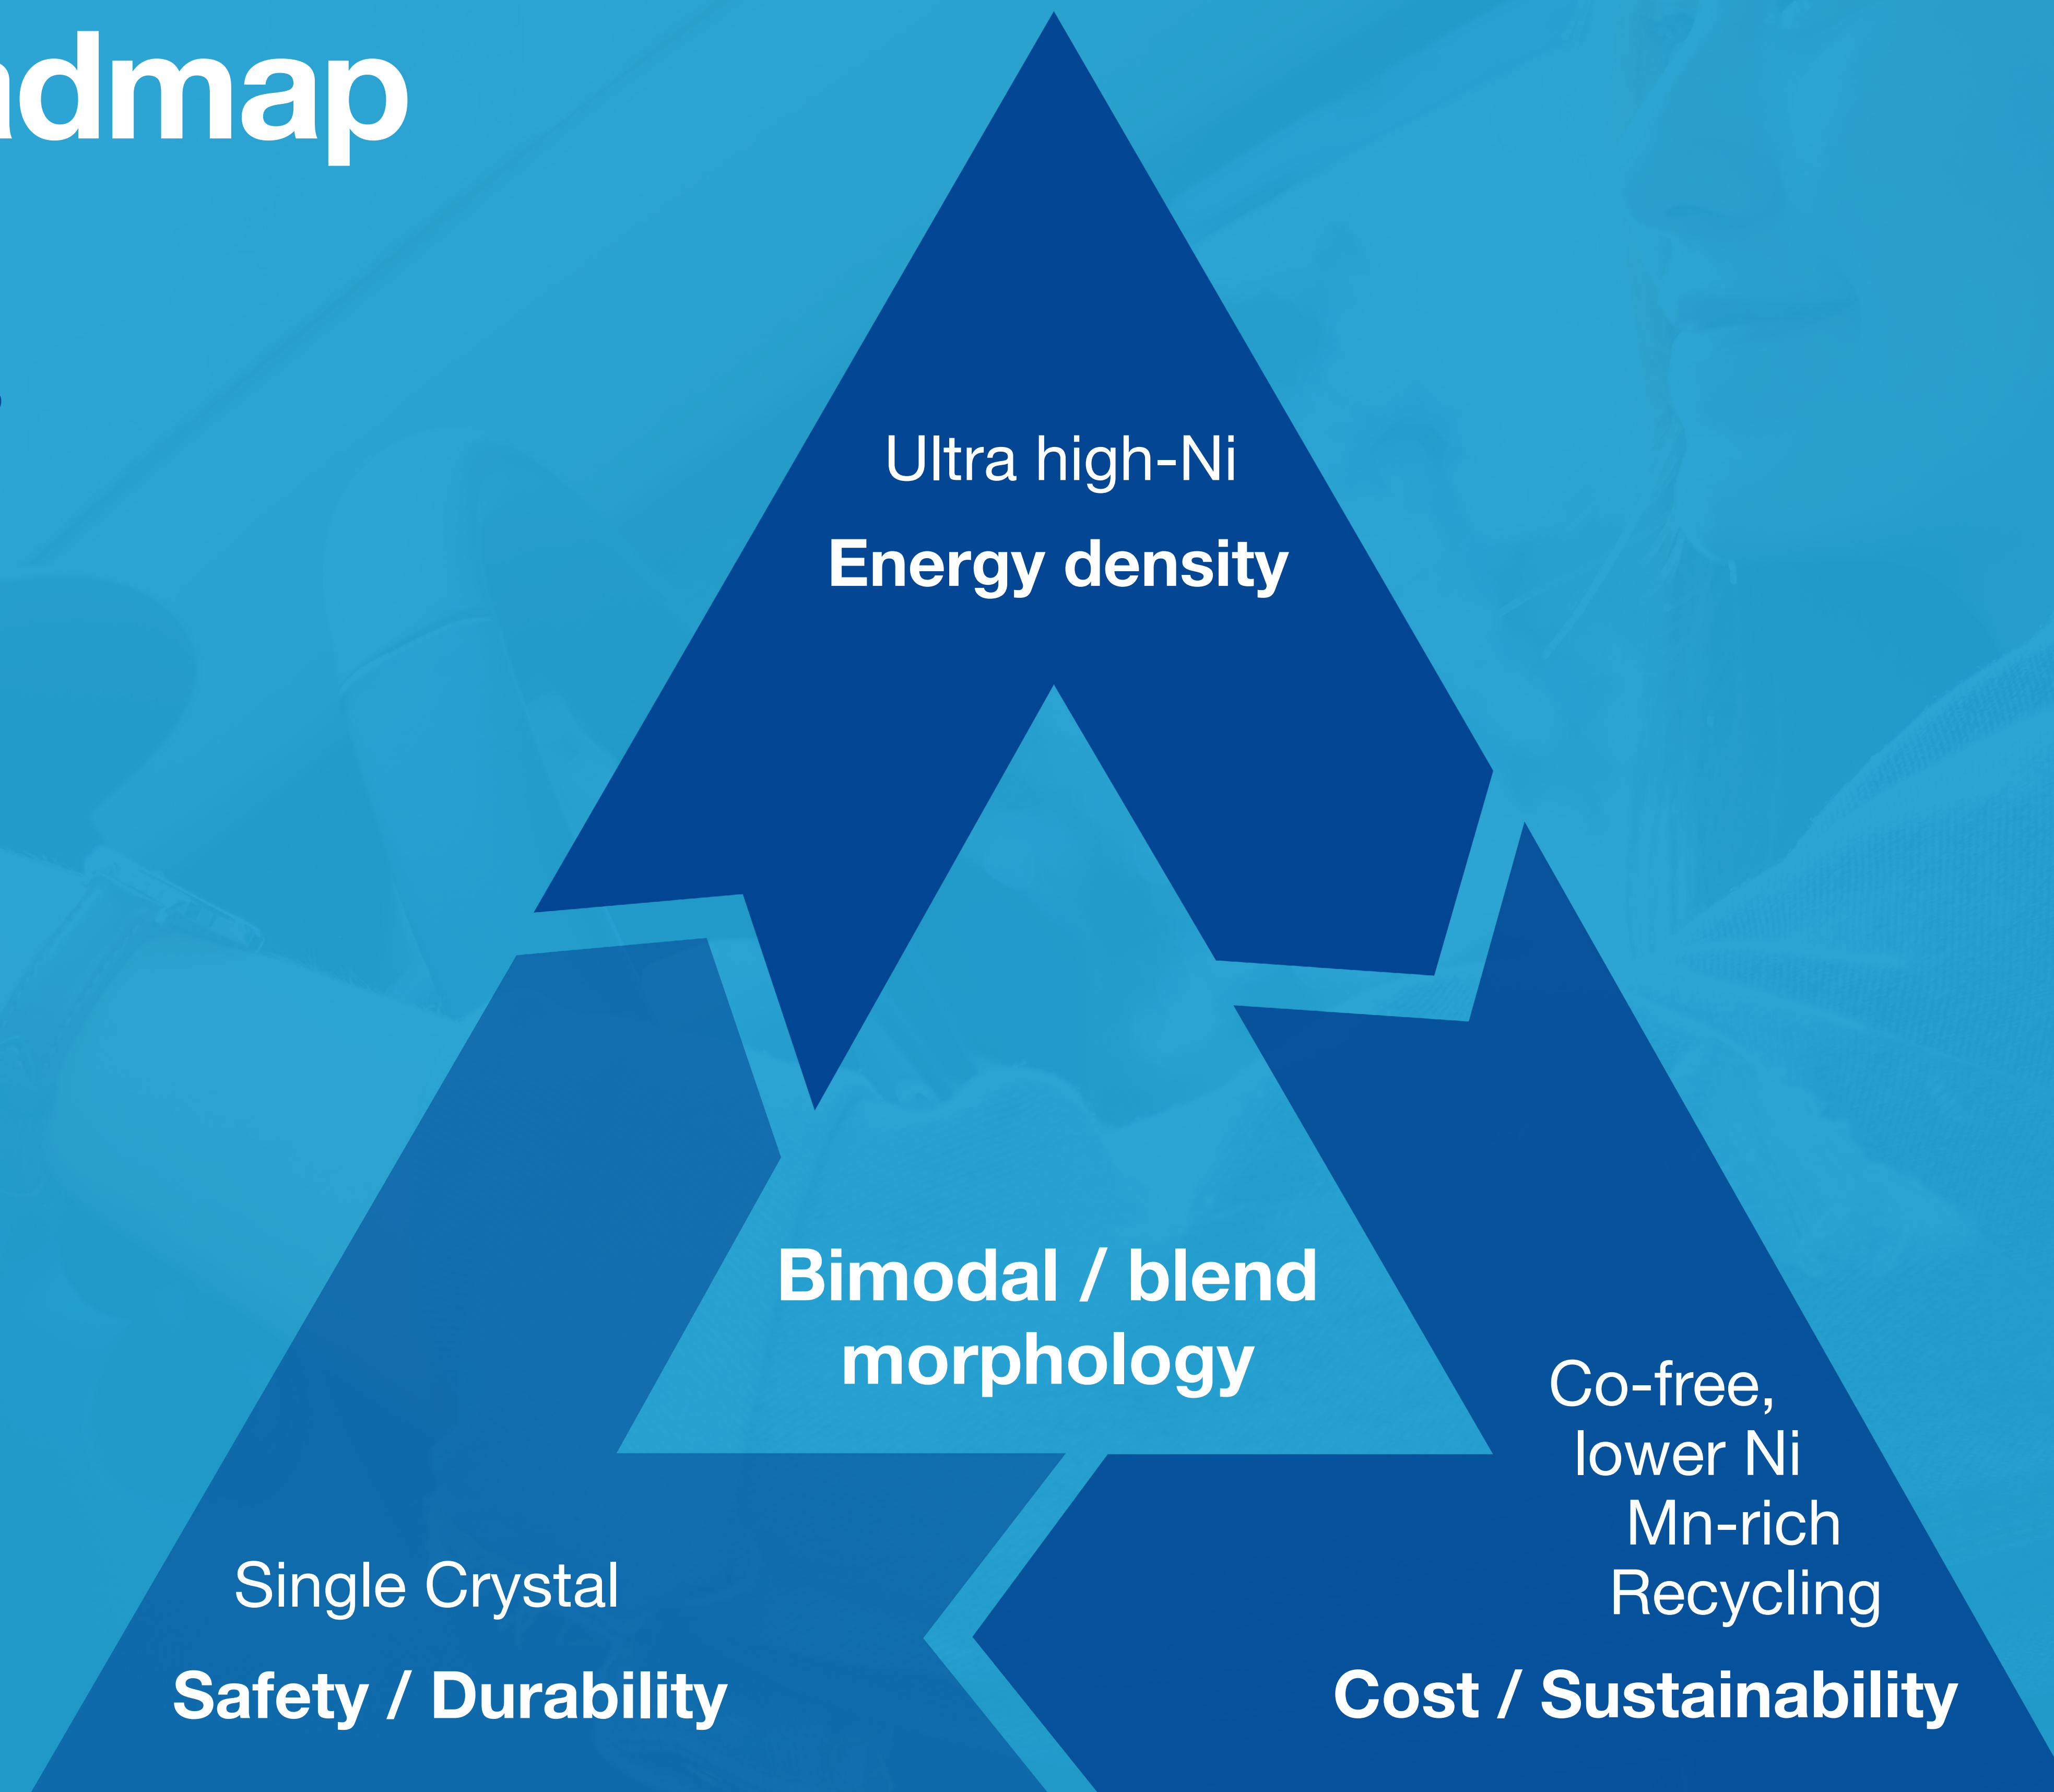 admap
Ultra high-Ni
Energy density
Bimodal / blend
morphology
Co-free,
lower Ni
Mn-rich
Recycling
Single Crystal
Safety / Durability
Cost / Sustainability